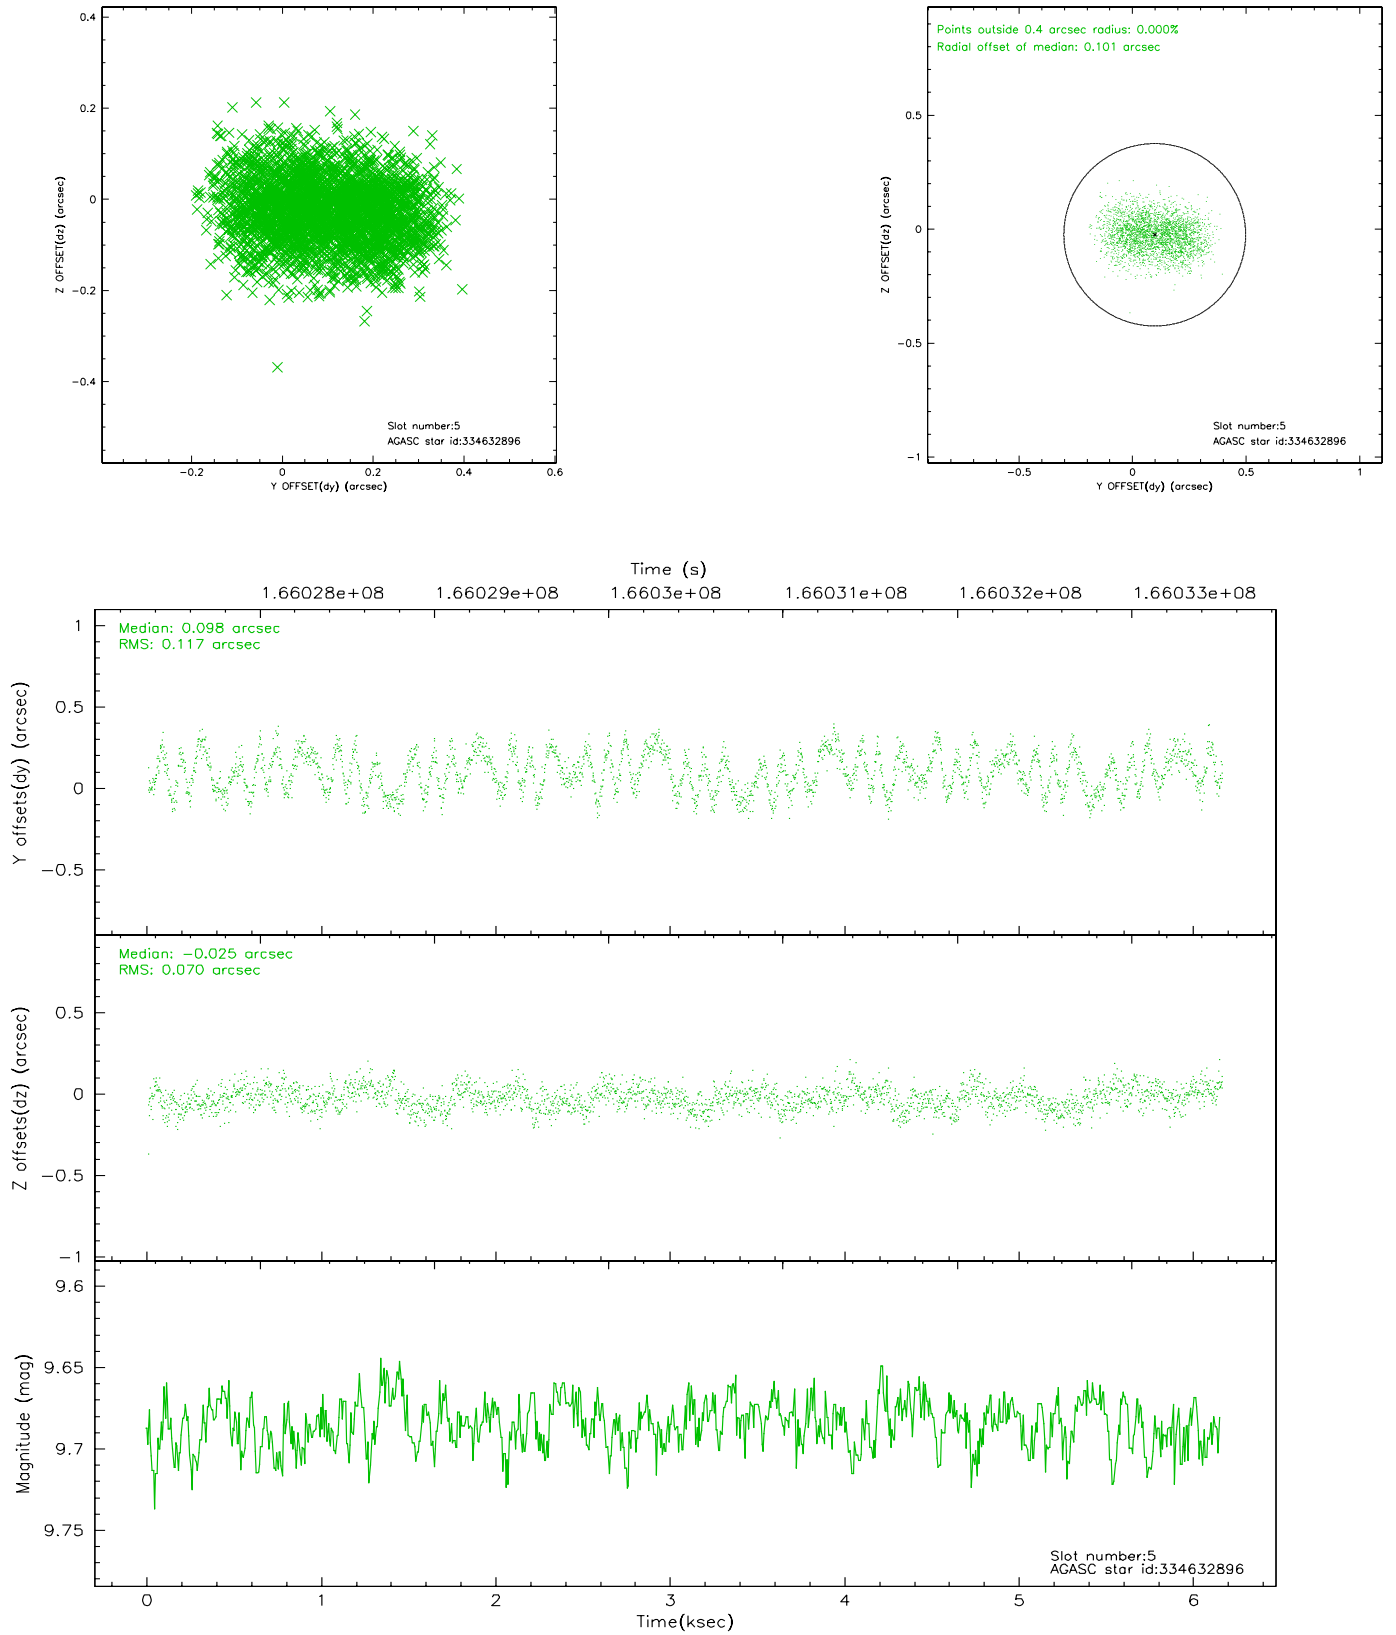 0.4
0.2
0
−0.2
−0.4
Z OFFSET(dz) (arcsec)
Slot number:5
AGASC star id:334632896
−0.2
0
0.2
0.4
0.6
Y OFFSET(dy) (arcsec)
Points outside 0.4 arcsec radius: 0.000%
Radial offset of median: 0.101 arcsec
0.5
0
−0.5
−1
Z OFFSET(dz) (arcsec)
Slot number:5
AGASC star id:334632896
−0.5
0
0.5
1
Y OFFSET(dy) (arcsec)
Time (s)
1.66028e+08
1.66029e+08
1.6603e+08
1.66031e+08
1.66032e+08
1.66033e+08
Median: 0.098 arcsec
RMS: 0.117 arcsec
1
0.5
0
−0.5
Y offsets(dy) (arcsec)
Median: −0.025 arcsec
RMS: 0.070 arcsec
0.5
0
−0.5
−1
Z offsets(dz) (arcsec)
9.6
9.65
9.7
9.75
Magnitude (mag)
Slot number:5
AGASC star id:334632896
0
1
2
3
4
5
6
Time(ksec)